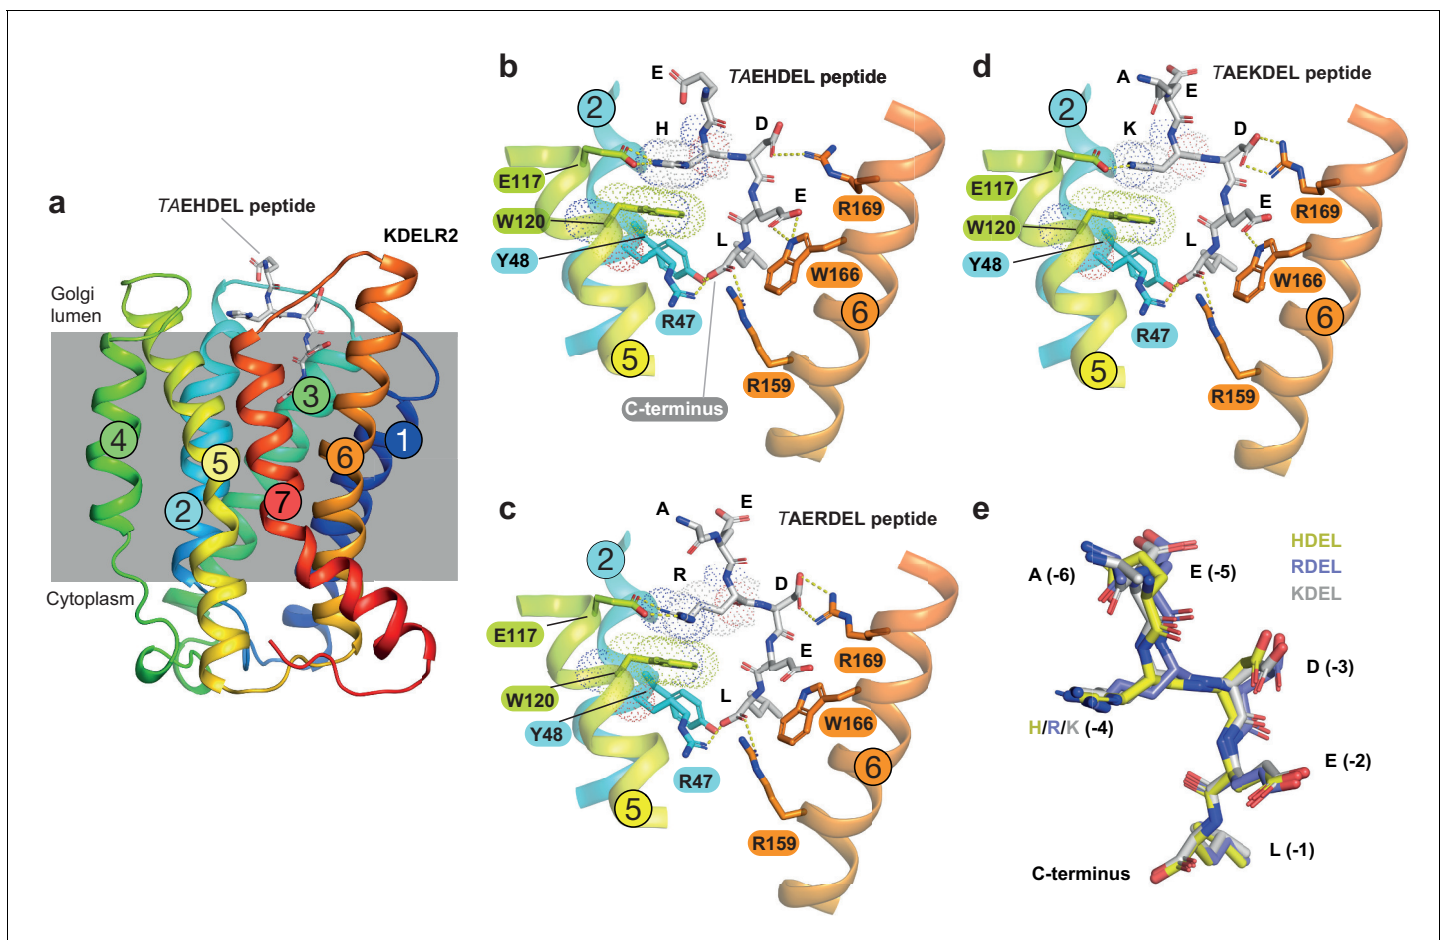 a
TAEHDEL peptide
KDELR2
Golgi
lumen
3
4
5
6
1
2
7
Cytoplasm
b
TAEHDEL peptide
E
2
H
D
E117
R169
W120
E
Y48
L
W166
R47
6
5
R159
C-terminus
c
TAERDEL peptide
A
E
2
R
D
E117
R169
E
W120
L
W166
Y48
R47
6
5
R159
d
TAEKDEL peptide
A
E
2
K
D
E117
R169
W120
E
Y48
L
W166
R47
6
5
R159
e
HDEL
RDEL
KDEL
A (-6)
E (-5)
D (-3)
H/R/K (-4)
E (-2)
L (-1)
C-terminus